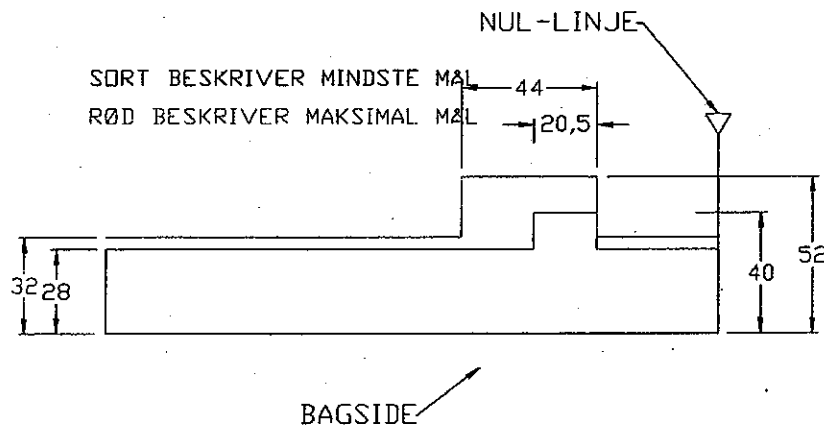 NUL-LINJE
SORT BESKRIVER MINDSTE MÅL
44
RØD BESKRIVER MAKSIMAL MÅL
20,5
32
28
40
52
BAGSIDE